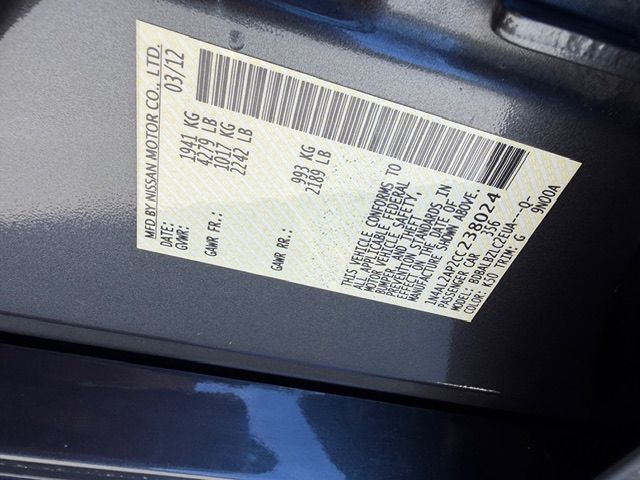 MFD BY NISSAN MOTOR CO., LTD.
DATE: 03/12
GVWR: 1941 KG
4279 LB
GAWR FR: 1017 KG
2242 LB
GAWR RR: 993 KG
2189 LB
THIS VEHICLE CONFORMS TO
ALL APPLICABLE FEDERAL
MOTOR VEHICLE SAFETY,
BUMPER, AND THEFT
PREVENTION STANDARDS IN
EFFECT ON THE DATE OF
MANUFACTURE SHOWN ABOVE.
1N4AL2AP2CC238024
PASSENGER CAR 356
MODEL: BDBALBZLC2EUA---Q-
COLOR: K50 TRIM: G 9N00A